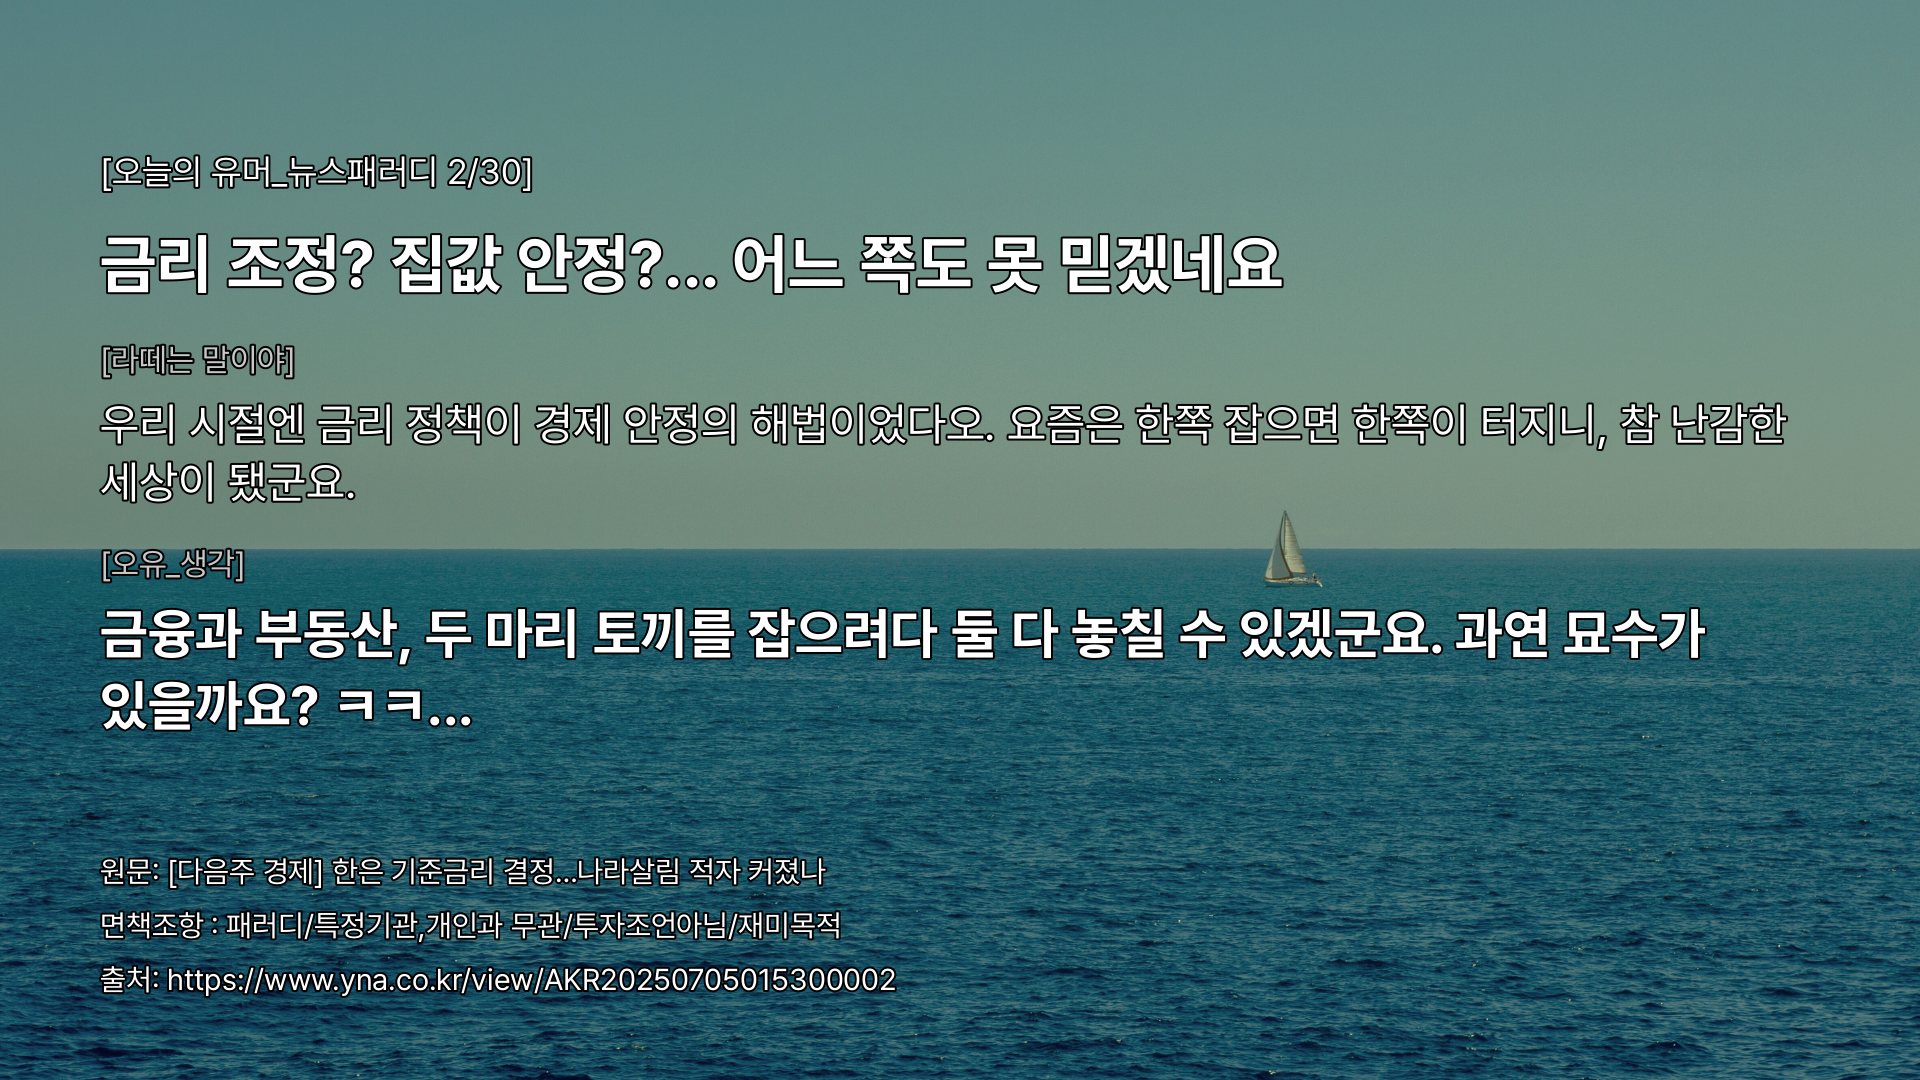 [오늘의 유머_뉴스패러디 2/30]
금리 조정? 집값 안정?... 어느 쪽도 못 믿겠네요
[라떼는 말이야]
우리 시절엔 금리 정책이 경제 안정의 해법이었다오. 요즘은 한쪽 잡으면 한쪽이 터지니, 참 난감한
세상이 됐군요.
[오유_생각]
금융과 부동산, 두 마리 토끼를 잡으려다 둘 다 놓칠 수 있겠군요. 과연 묘수가
있을까요? ㅋㅋ...
원문: [다음주 경제] 한은 기준금리 결정…나라살림 적자 커졌나
면책조항 : 패러디/특정기관,개인과 무관/투자조언아님/재미목적
출처: https://www.yna.co.kr/view/AKR20250705015300002